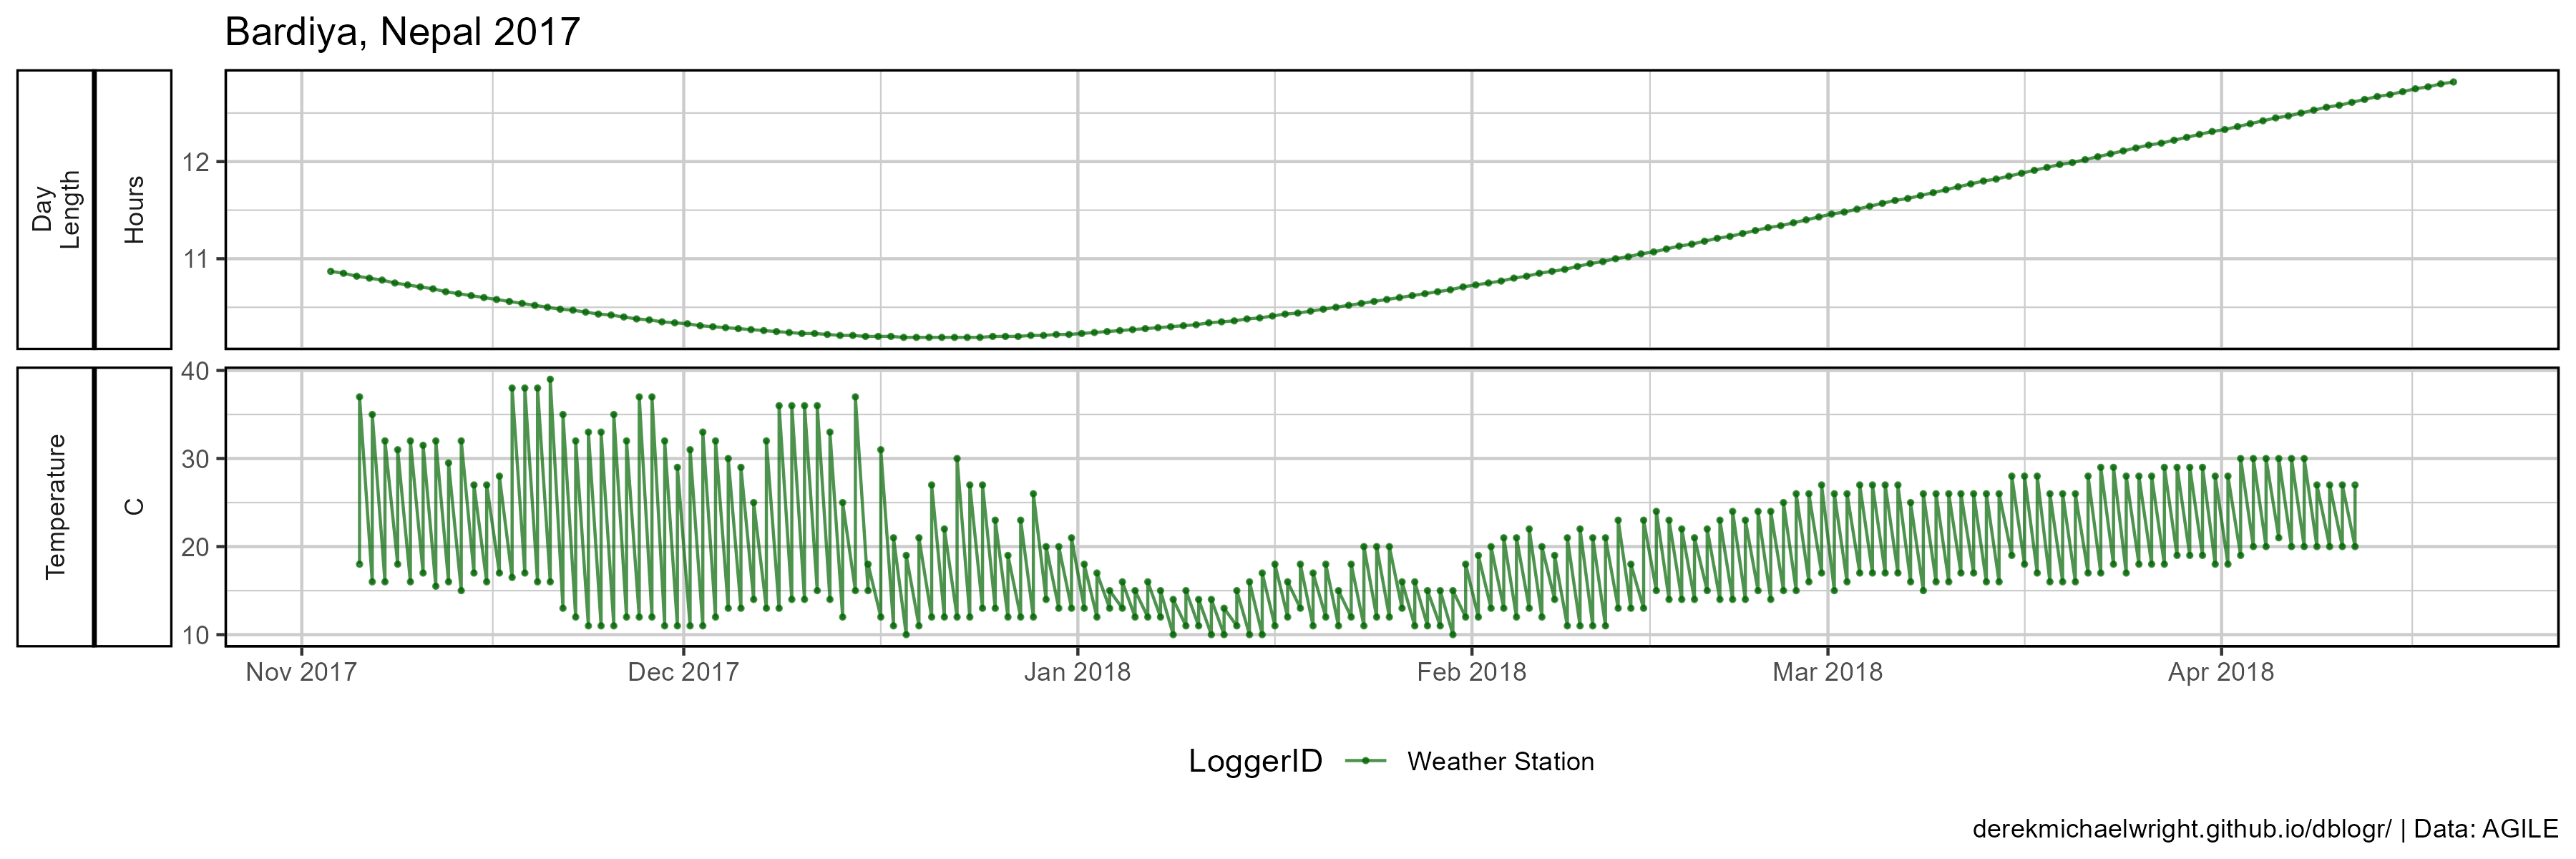 Bardiya, Nepal 2017
Day
Length
Hours
12
11
Temperature
C
40
30
20
10
Nov 2017 Dec 2017 Jan 2018 Feb 2018 Mar 2018 Apr 2018
LoggerID Weather Station
derekmichaelwright.github.io/dblogr/ | Data: AGILE